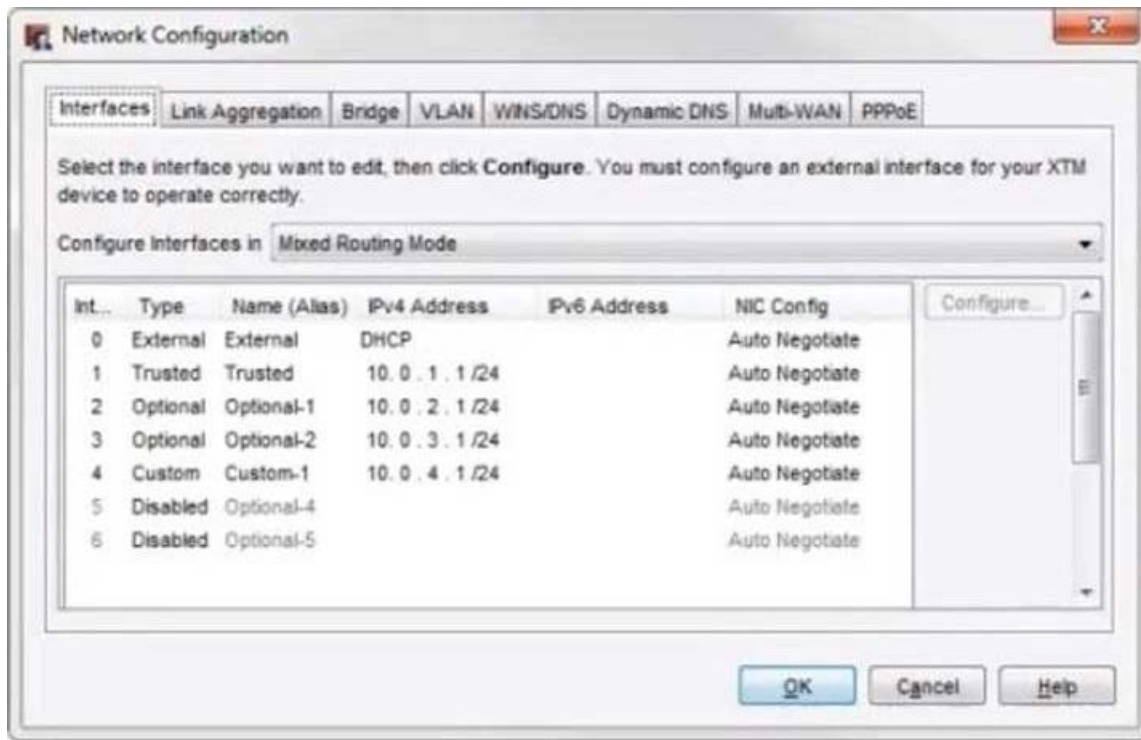 Network Configuration
Interfaces Link Aggregation Bridge VLAN WINS/DNS Dynamic DNS Multi-WAN PPPoE
Select the interface you want to edit, then click Configure. You must configure an external interface for your XTM
device to operate correctly.
Configure Interfaces in Mixed Routing Mode
Int... Type Name (Alias) IPv4 Address IPv6 Address NIC Config Configure...
0 External External DHCP Auto Negotiate
1 Trusted Trusted 10. 0 . 1 . 1 /24 Auto Negotiate
2 Optional Optional-1 10. 0 . 2 . 1 /24 Auto Negotiate
3 Optional Optional-2 10. 0 . 3 . 1 /24 Auto Negotiate
4 Custom Custom-1 10. 0 . 4 . 1 /24 Auto Negotiate
5 Disabled Optional-4 Auto Negotiate
6 Disabled Optional-5 Auto Negotiate
OK Cancel Help